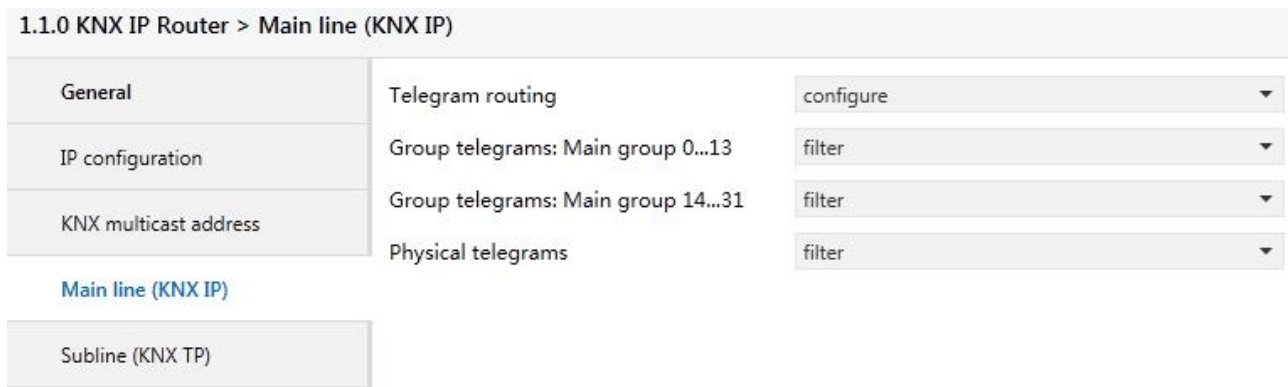 1.1.0 KNX IP Router > Main line (KNX IP)
General
IP configuration
KNX multicast address
Main line (KNX IP)
Subline (KNX TP)
Telegram routing configure
Group telegrams: Main group 0...13 filter
Group telegrams: Main group 14...31 filter
Physical telegrams filter